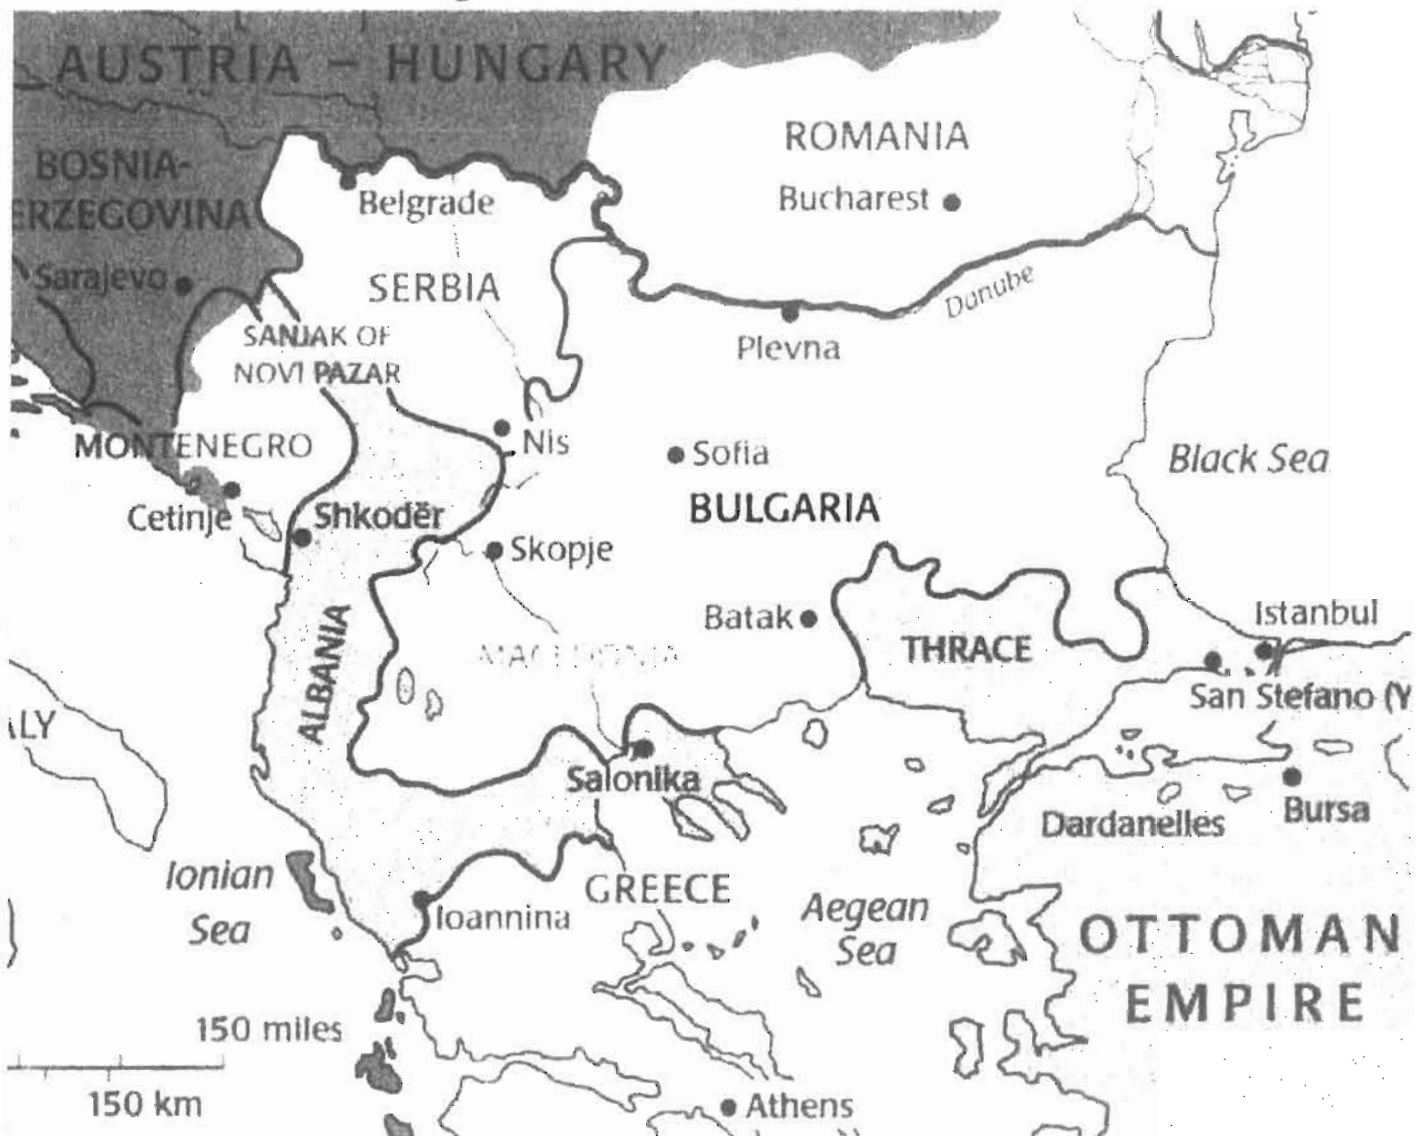 AUSTRIA – HUNGARY
ROMANIA
BOSNIA-
ERZEGOVINA
Bucharest
Belgrade
Sarajevo
SERBIA
Danube
SANJAK OF
NOVI PAZAR
Plevna
MONTENEGRO
Nis
Sofia
Black Sea
Cetinje
Shkodër
BULGARIA
Skopje
Istanbul
Batak
THRACE
MACEDONIA
ALBANIA
San Stefano (Y
LY
Salonika
Bursa
Dardanelles
Ionian
Sea
GREECE
Ioannina
Aegean
Sea
OTTOMAN
EMPIRE
150 miles
150 km
Athens